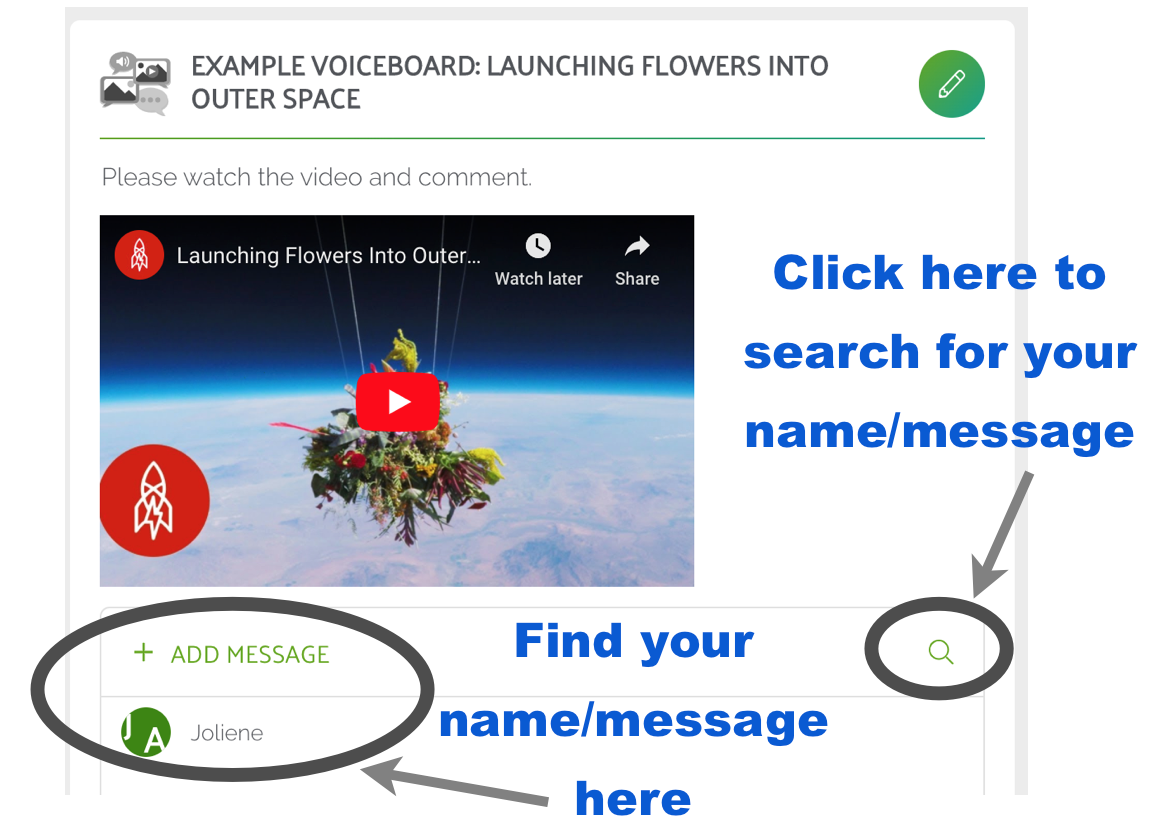 EXAMPLE VOICEBOARD: LAUNCHING FLOWERS INTO
OUTER SPACE
Please watch the video and comment.
Launching Flowers Into Outer...
Watch later
Share
Click here to
search for your
name/message
+ ADD MESSAGE
Find your
name/message
here
JA
Joliene